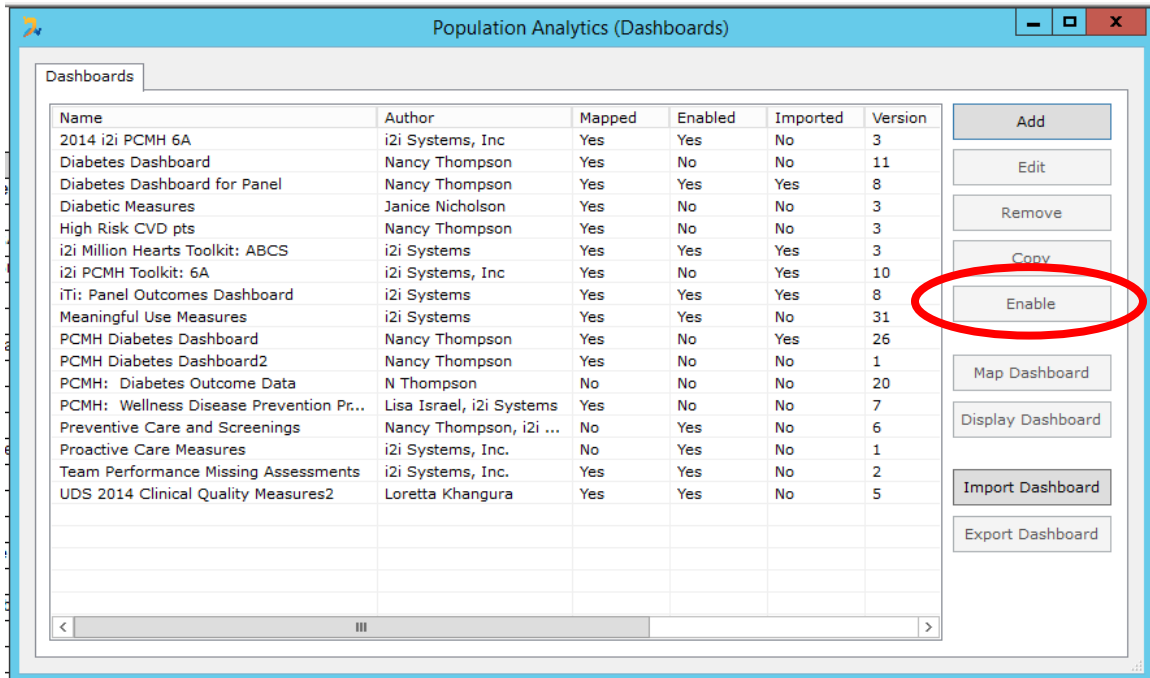 Population Analytics (Dashboards)
Dashboards
Name Author Mapped Enabled Imported Version
2014 i2i PCMH 6A i2i Systems, Inc Yes Yes No 3
Diabetes Dashboard Nancy Thompson Yes No No 11
Diabetes Dashboard for Panel Nancy Thompson Yes Yes Yes 8
Diabetic Measures Janice Nicholson Yes No No 3
High Risk CVD pts Nancy Thompson Yes No No 3
i2i Million Hearts Toolkit: ABCS i2i Systems Yes Yes Yes 3
i2i PCMH Toolkit: 6A i2i Systems, Inc Yes No Yes 10
iTi: Panel Outcomes Dashboard i2i Systems Yes Yes Yes 8
Meaningful Use Measures i2i Systems Yes Yes No 31
PCMH Diabetes Dashboard Nancy Thompson Yes No Yes 26
PCMH Diabetes Dashboard2 Nancy Thompson Yes No No 1
PCMH: Diabetes Outcome Data N Thompson No No No 20
PCMH: Wellness Disease Prevention Pr... Lisa Israel, i2i Systems Yes No No 7
Preventive Care and Screenings Nancy Thompson, i2i ... No Yes No 6
Proactive Care Measures i2i Systems, Inc. No Yes No 1
Team Performance Missing Assessments i2i Systems, Inc. Yes Yes No 2
UDS 2014 Clinical Quality Measures2 Loretta Khangura Yes Yes No 5
Add
Edit
Remove
Copy
Enable
Map Dashboard
Display Dashboard
Import Dashboard
Export Dashboard